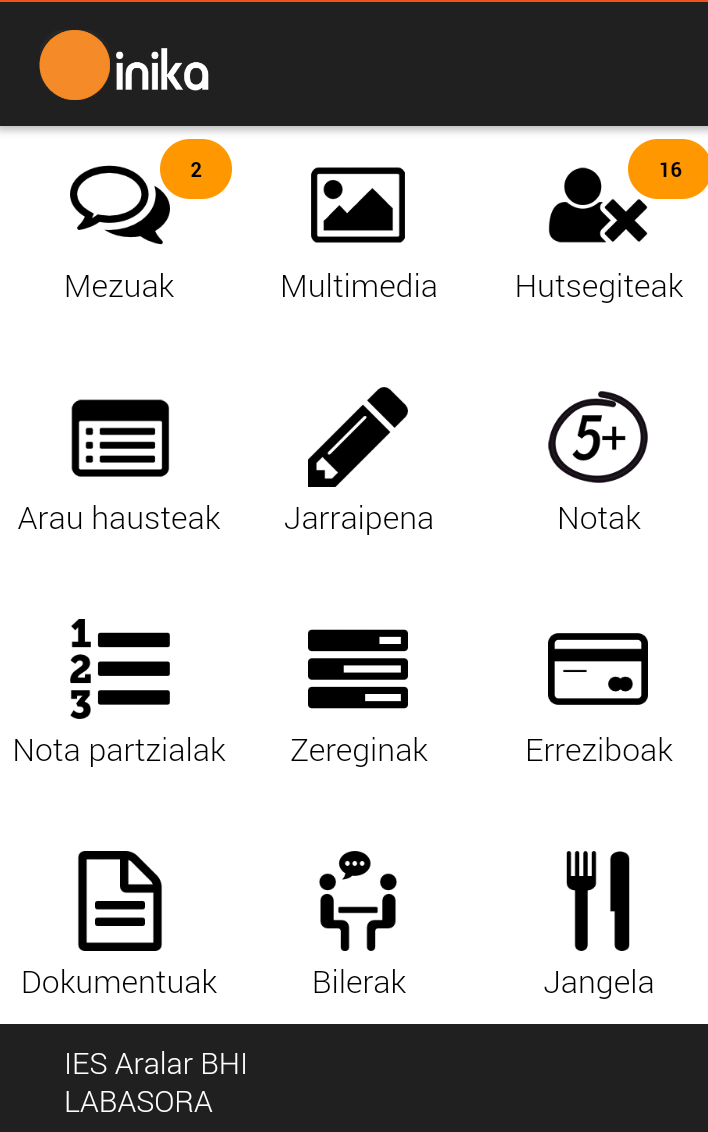 inika
2
16
Mezuak
Multimedia
Hutsegiteak
5+
Arau hausteak
Jarraipena
Notak
1
2
3
Nota partzialak
Zereginak
Erreziboak
Dokumentuak
Bilerak
Jangela
IES Aralar BHI
LABASORA